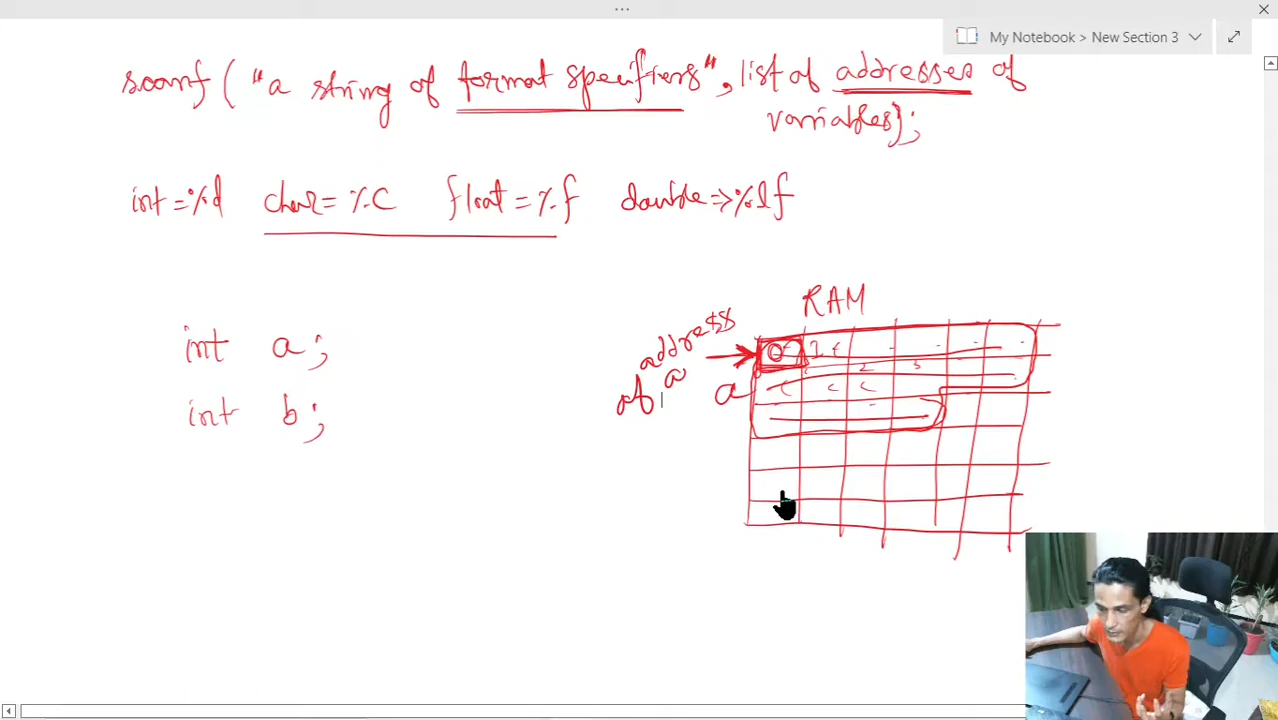 ...
My Notebook > New Section 3
scanf ( "a string of format specifiers", list of addresses of
variables);
int = %d char = %c float = %f double => %lf
int a;
int b;
RAM
address
of a
a